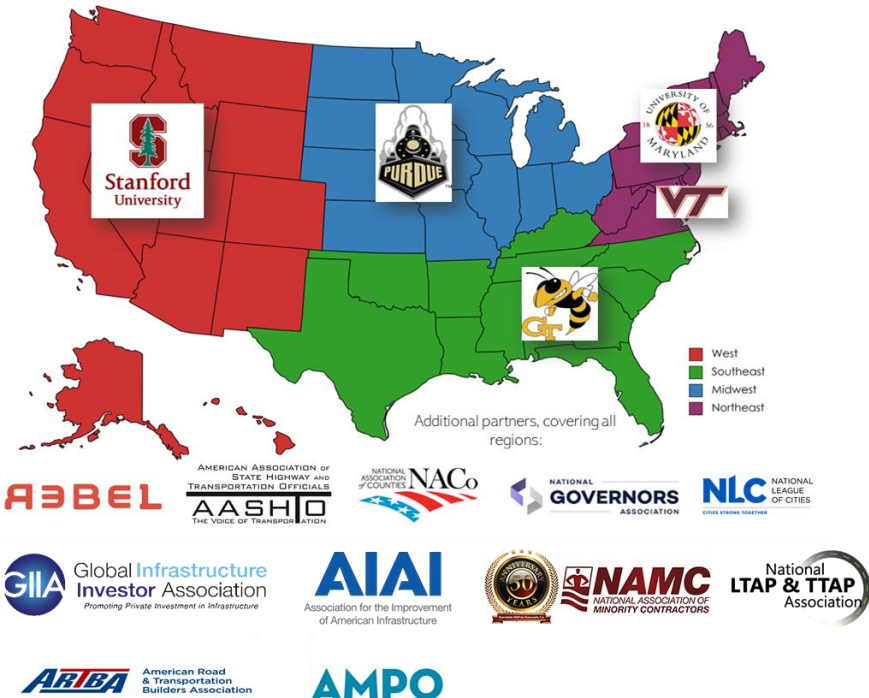 Stanford
University
PURDUE
UNIVERSITY OF
18 56
MARYLAND
VT
GT
West
Southeast
Midwest
Northeast
Additional partners, covering all
regions:
REBEL
AMERICAN ASSOCIATION OF
STATE HIGHWAY AND
TRANSPORTATION OFFICIALS
AASHTO
THE VOICE OF TRANSPORTATION
NATIONAL
ASSOCIATION
of COUNTIES
NACo
NATIONAL
GOVERNORS
ASSOCIATION
NLC
NATIONAL
LEAGUE
OF CITIES
CITIES STRONG TOGETHER
GIIA
Global Infrastructure
Investor Association
Promoting Private Investment in Infrastructure
AIAI
Association for the Improvement
of American Infrastructure
ANNIVERSARY
50
YEARS
NAMC
NATIONAL ASSOCIATION OF
MINORITY CONTRACTORS
National
LTAP & TTAP
Association
ARTBA
American Road
& Transportation
Builders Association
AMPO